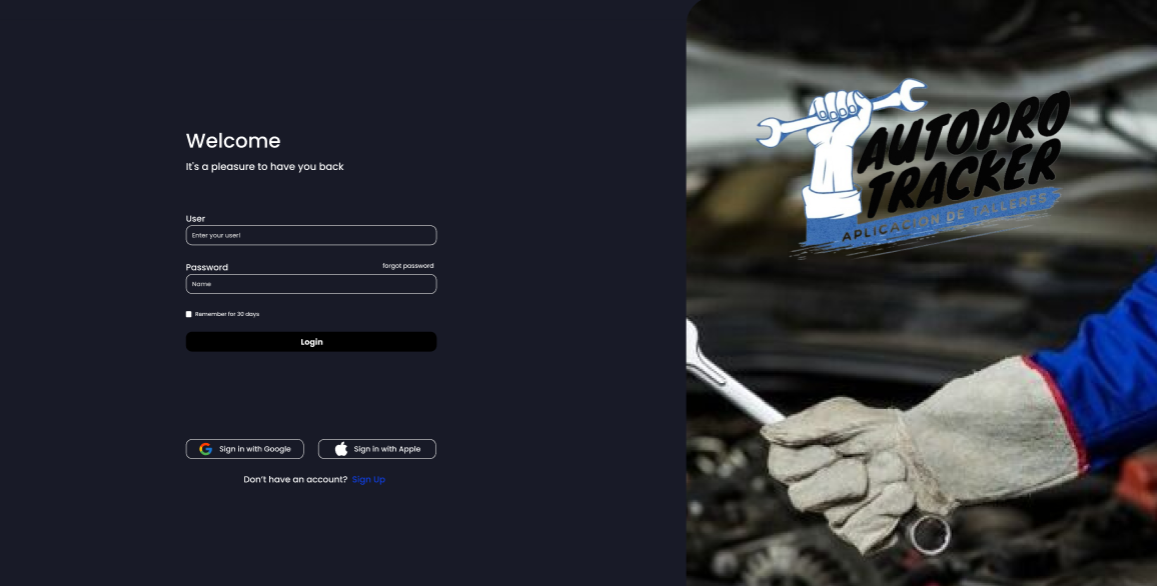 Welcome
It's a pleasure to have you back
User
Enter your user!
Password
forgot password
Name
Remember for 30 days
Login
Sign in with Google
Sign in with Apple
Don't have an account? Sign Up
AUTOPRO
TRACKER
APLICACIÓN DE TALLERES